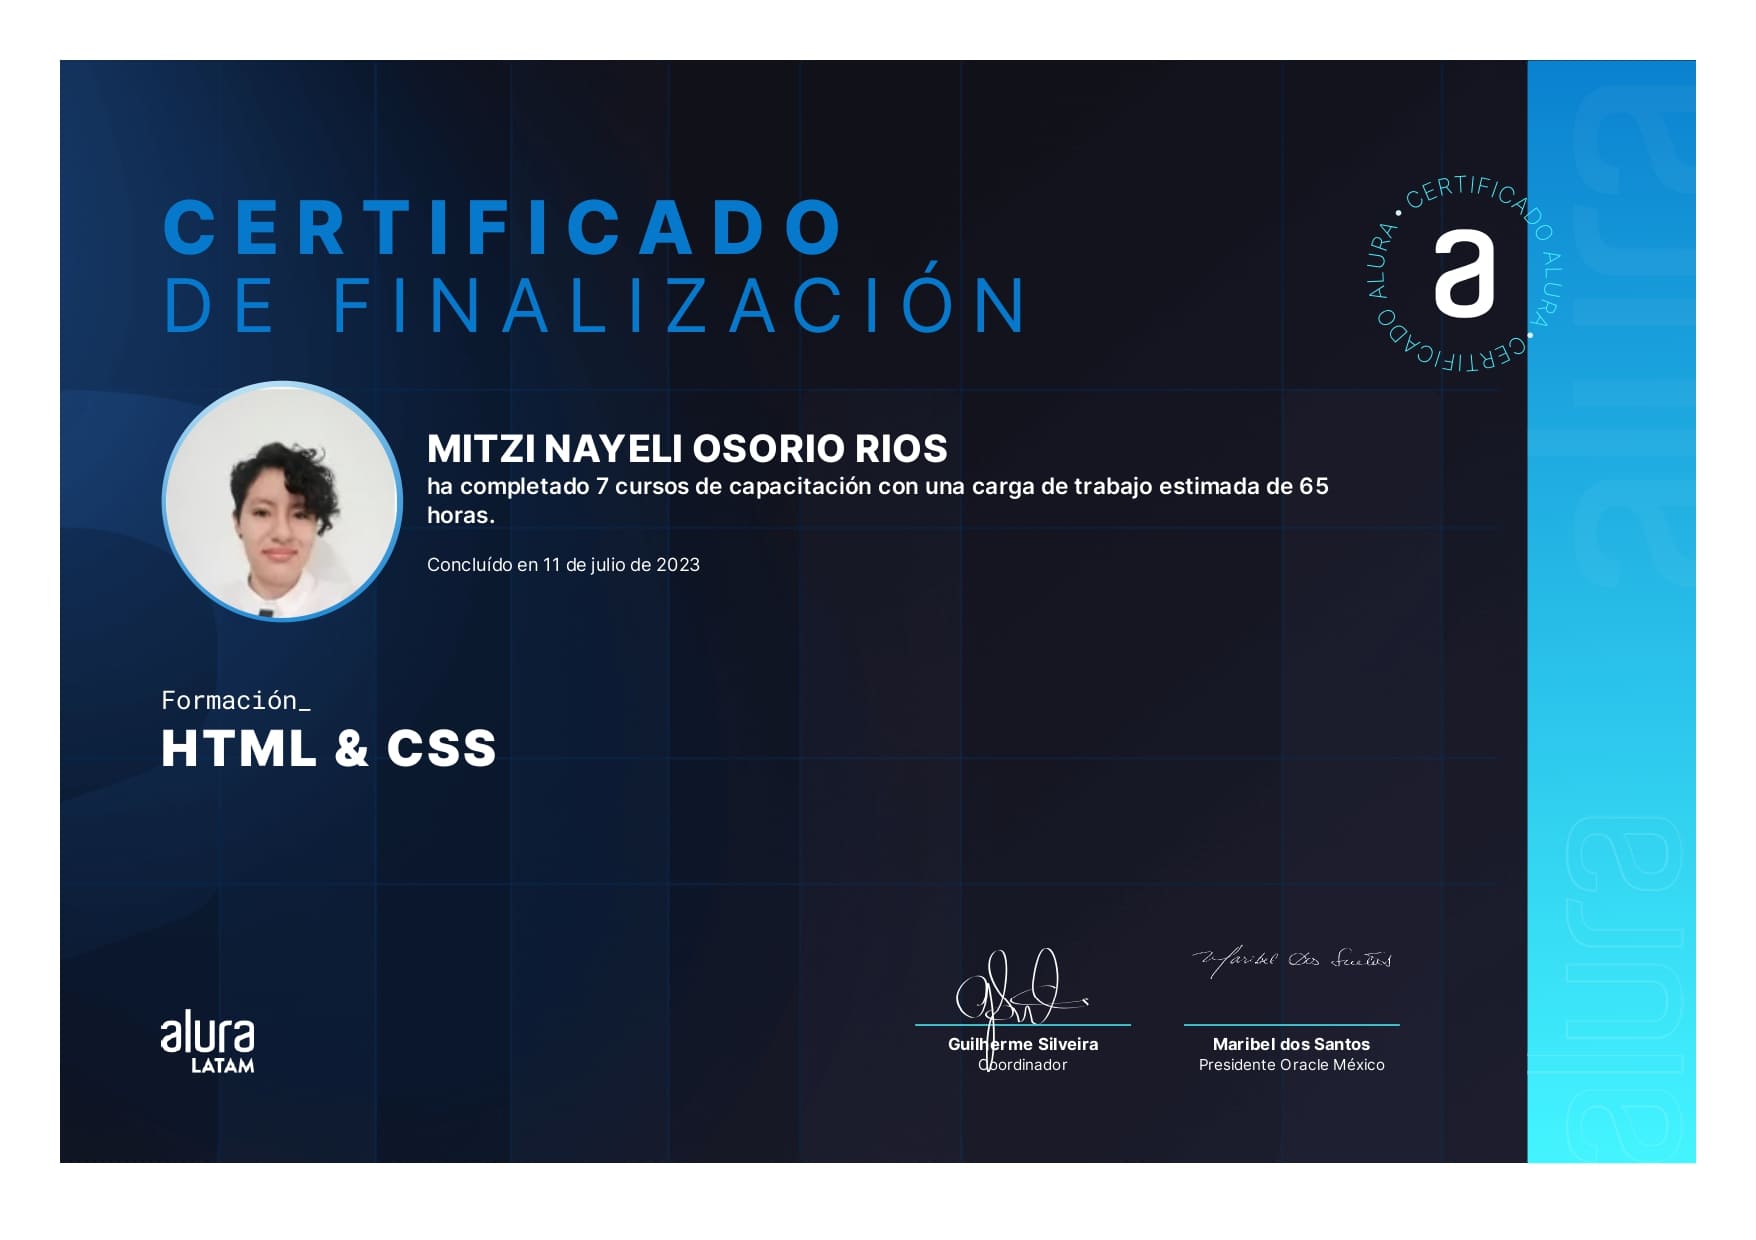 CERTIFICADO
DE FINALIZACIÓN
• CERTIFICADO ALURA • CERTIFICADO ALURA
a
MITZI NAYELI OSORIO RIOS
ha completado 7 cursos de capacitación con una carga de trabajo estimada de 65
horas.
Concluído en 11 de julio de 2023
Formación_
HTML & CSS
Maribel Dos Santos
Guilherme Silveira
Coordinador
Maribel dos Santos
Presidente Oracle México
alura
LATAM
alura
alura